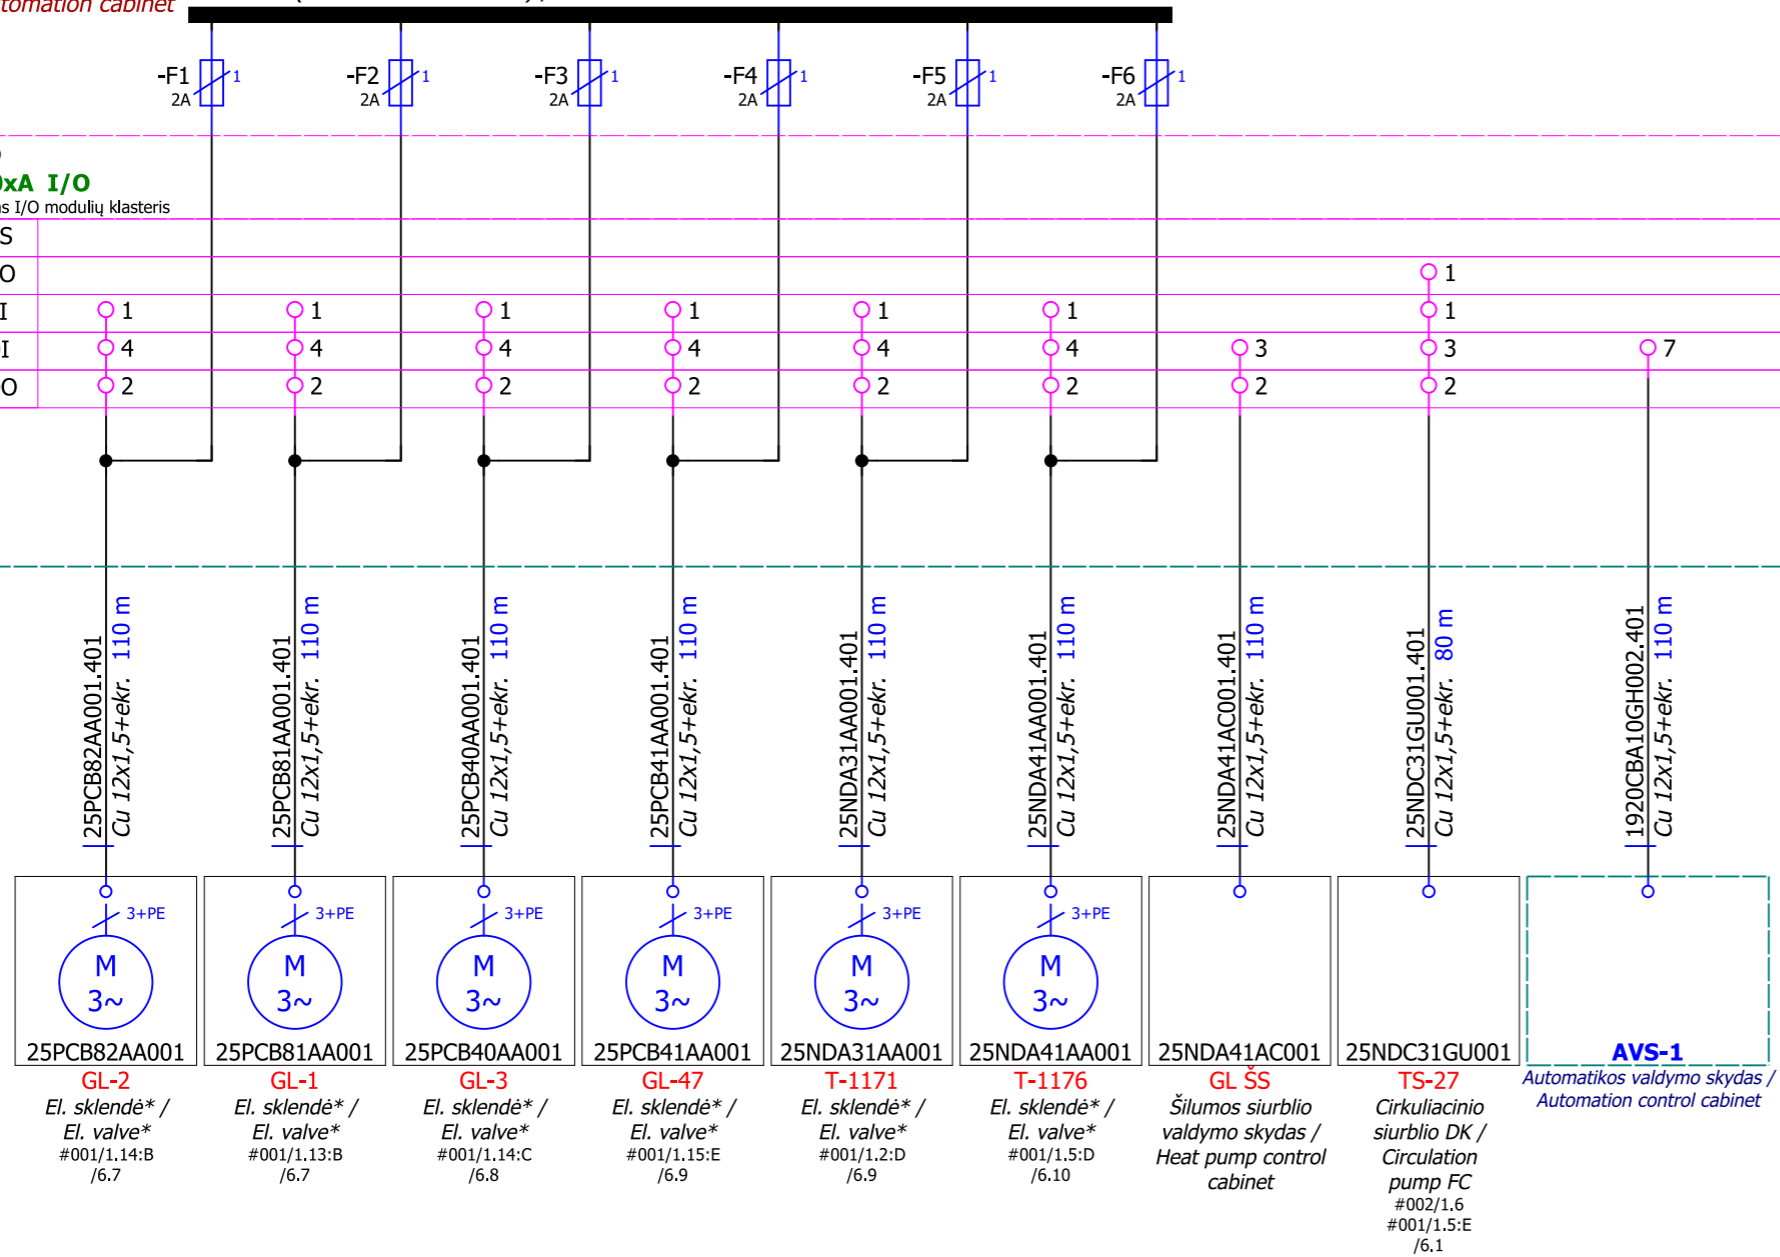 -F1
1
2A
-F2
1
2A
-F3
1
2A
-F4
1
2A
-F5
1
2A
-F6
1
2A
I/O
I/O modulių klasteris
1
1 1 1 1 1 1 1
4 4 4 4 4 4 3 3 7
2 2 2 2 2 2 2 2
25PCB82AA001.401
Cu 12x1,5+ekr. 110 m
25PCB81AA001.401
Cu 12x1,5+ekr. 110 m
25PCB40AA001.401
Cu 12x1,5+ekr. 110 m
25PCB41AA001.401
Cu 12x1,5+ekr. 110 m
25NDA31AA001.401
Cu 12x1,5+ekr. 110 m
25NDA41AA001.401
Cu 12x1,5+ekr. 110 m
25NDA41AC001.401
Cu 12x1,5+ekr. 110 m
25NDC31GU001.401
Cu 12x1,5+ekr. 80 m
1920CBA10GH002.401
Cu 12x1,5+ekr. 110 m
3+PE
M
3~
25PCB82AA001
GL-2
El. sklendė* /
El. valve*
#001/1.14:B
/6.7
3+PE
M
3~
25PCB81AA001
GL-1
El. sklendė* /
El. valve*
#001/1.13:B
/6.7
3+PE
M
3~
25PCB40AA001
GL-3
El. sklendė* /
El. valve*
#001/1.14:C
/6.8
3+PE
M
3~
25PCB41AA001
GL-47
El. sklendė* /
El. valve*
#001/1.15:E
/6.9
3+PE
M
3~
25NDA31AA001
T-1171
El. sklendė* /
El. valve*
#001/1.2:D
/6.9
3+PE
M
3~
25NDA41AA001
T-1176
El. sklendė* /
El. valve*
#001/1.5:D
/6.10
25NDA41AC001
GL ŠS
Šilumos siurblio
valdymo skydas /
Heat pump control
cabinet
25NDC31GU001
TS-27
Cirkuliacinio
siurblio DK /
Circulation
pump FC
#002/1.6
#001/1.5:E
/6.1
AVS-1
Automatikos valdymo skydas /
Automation control cabinet